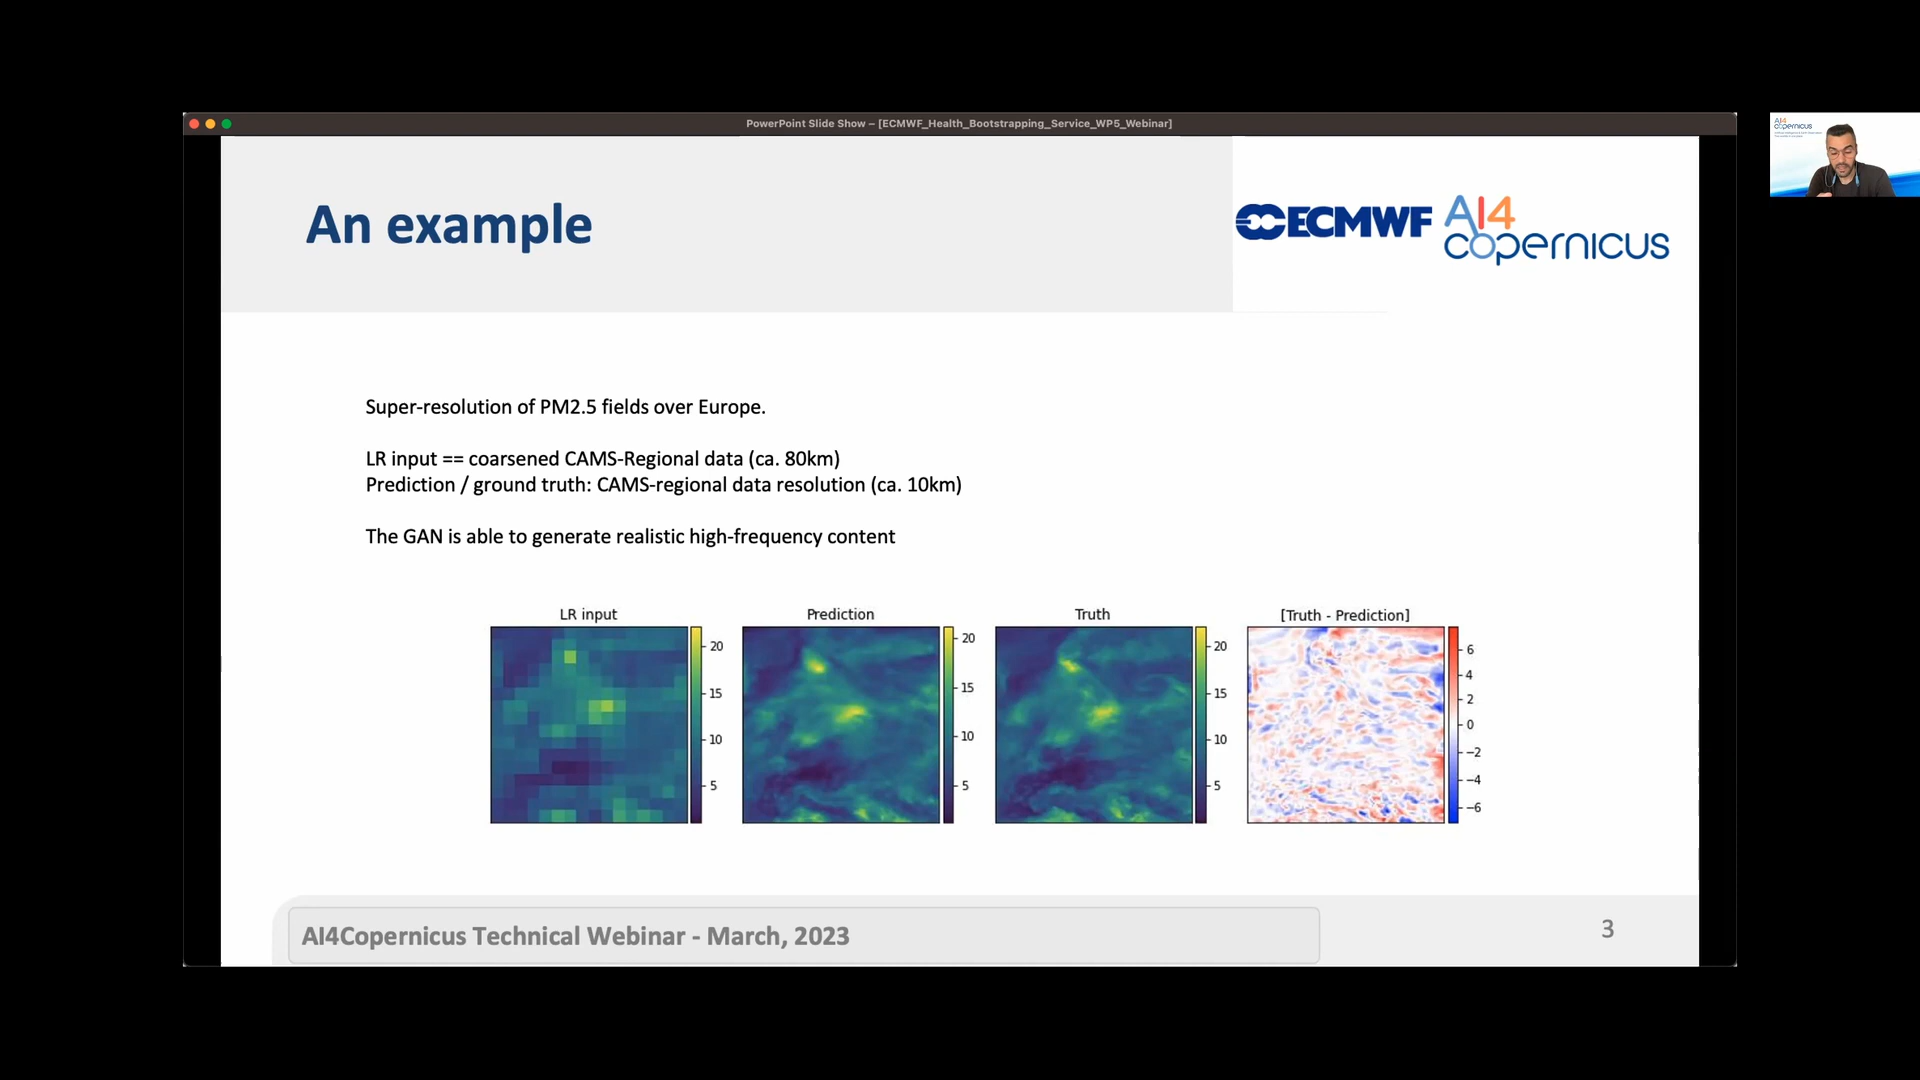 PowerPoint Slide Show – [ECMWF_Health_Bootstrapping_Service_WP5_Webinar]
AI4
copernicus
An example
ECMWF
AI4
copernicus
Super-resolution of PM2.5 fields over Europe.
LR input == coarsened CAMS-Regional data (ca. 80km)
Prediction / ground truth: CAMS-regional data resolution (ca. 10km)
The GAN is able to generate realistic high-frequency content
LR input
20
15
10
5
Prediction
20
15
10
5
Truth
20
15
10
5
[Truth - Prediction]
6
4
2
0
−2
−4
−6
AI4Copernicus Technical Webinar - March, 2023
3